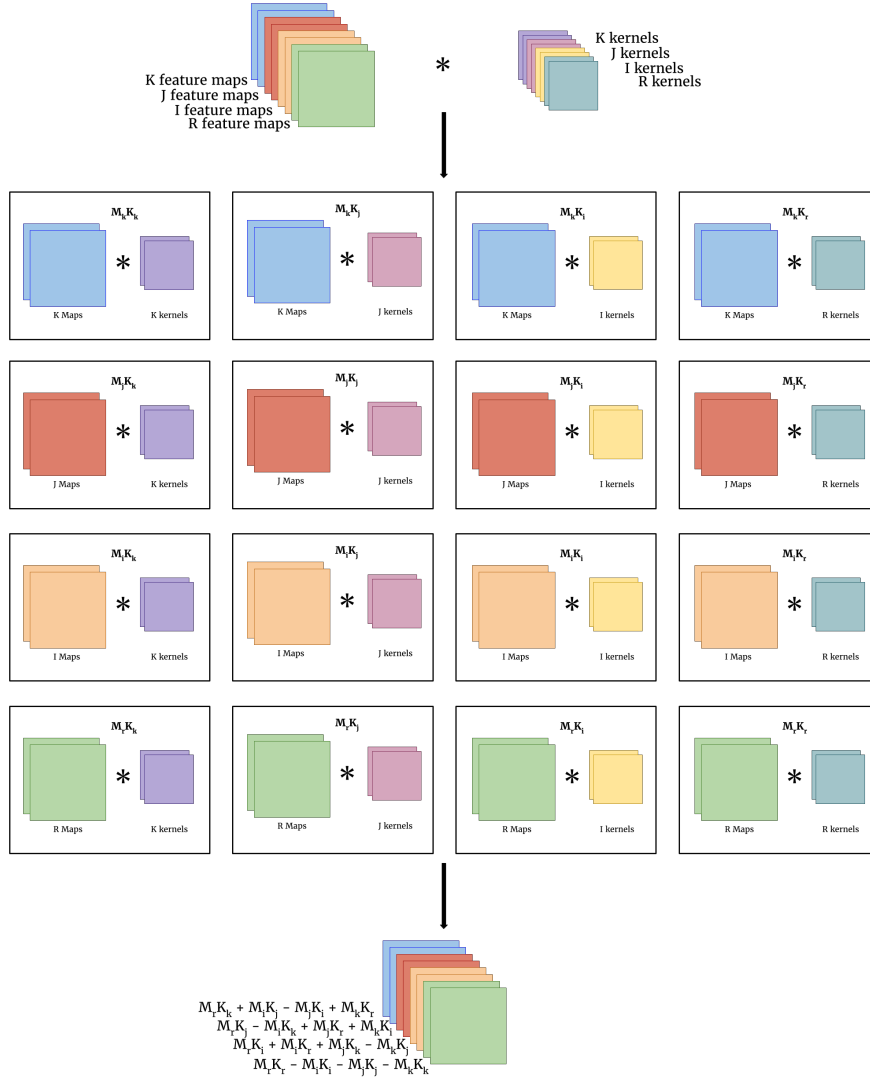 K kernels
J kernels
I kernels
R kernels
*
K feature maps
J feature maps
I feature maps
R feature maps
MₖKₖ MₖKⱼ MₖKᵢ MₖKᵣ
* * * *
K Maps K kernels K Maps J kernels K Maps I kernels K Maps R kernels
MⱼKₖ MⱼKⱼ MⱼKᵢ MⱼKᵣ
* * * *
J Maps K kernels J Maps J kernels J Maps I kernels J Maps R kernels
MᵢKₖ MᵢKⱼ MᵢKᵢ MᵢKᵣ
* * * *
I Maps K kernels I Maps J kernels I Maps I kernels I Maps R kernels
MᵣKₖ MᵣKⱼ MᵣKᵢ MᵣKᵣ
* * * *
R Maps K kernels R Maps J kernels R Maps I kernels R Maps R kernels
MᵣKₖ + MᵢKⱼ – MⱼKᵢ + MₖKᵣ
MᵣKⱼ – MᵢKₖ + MⱼKᵣ + MₖKᵢ
MᵣKᵢ + MᵢKᵣ + MⱼKₖ – MₖKⱼ
MᵣKᵣ – MᵢKᵢ – MⱼKⱼ – MₖKₖ